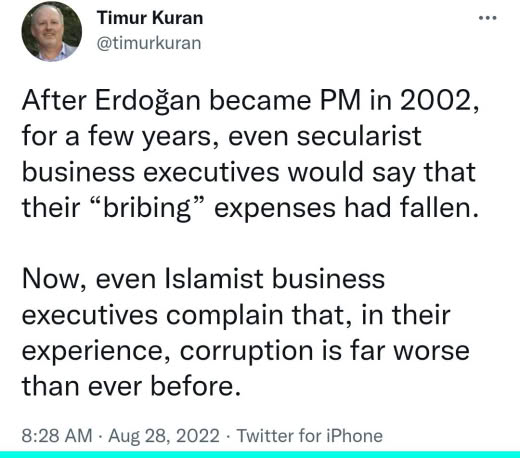 Timur Kuran
@timurkuran
After Erdoğan became PM in 2002,
for a few years, even secularist
business executives would say that
their “bribing” expenses had fallen.
Now, even Islamist business
executives complain that, in their
experience, corruption is far worse
than ever before.
8:28 AM · Aug 28, 2022 · Twitter for iPhone